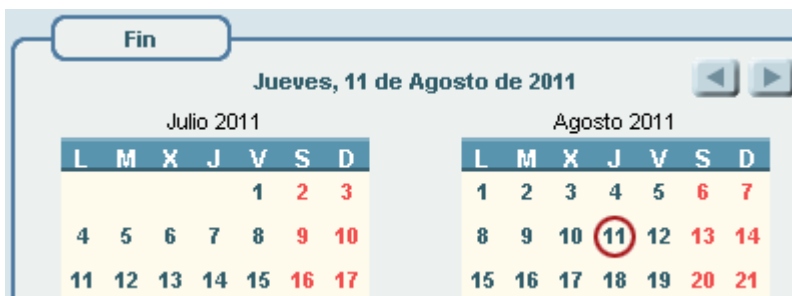 Fin
Jueves, 11 de Agosto de 2011
Julio 2011
L M X J V S D
1 2 3
4 5 6 7 8 9 10
11 12 13 14 15 16 17
Agosto 2011
L M X J V S D
1 2 3 4 5 6 7
8 9 10 11 12 13 14
15 16 17 18 19 20 21